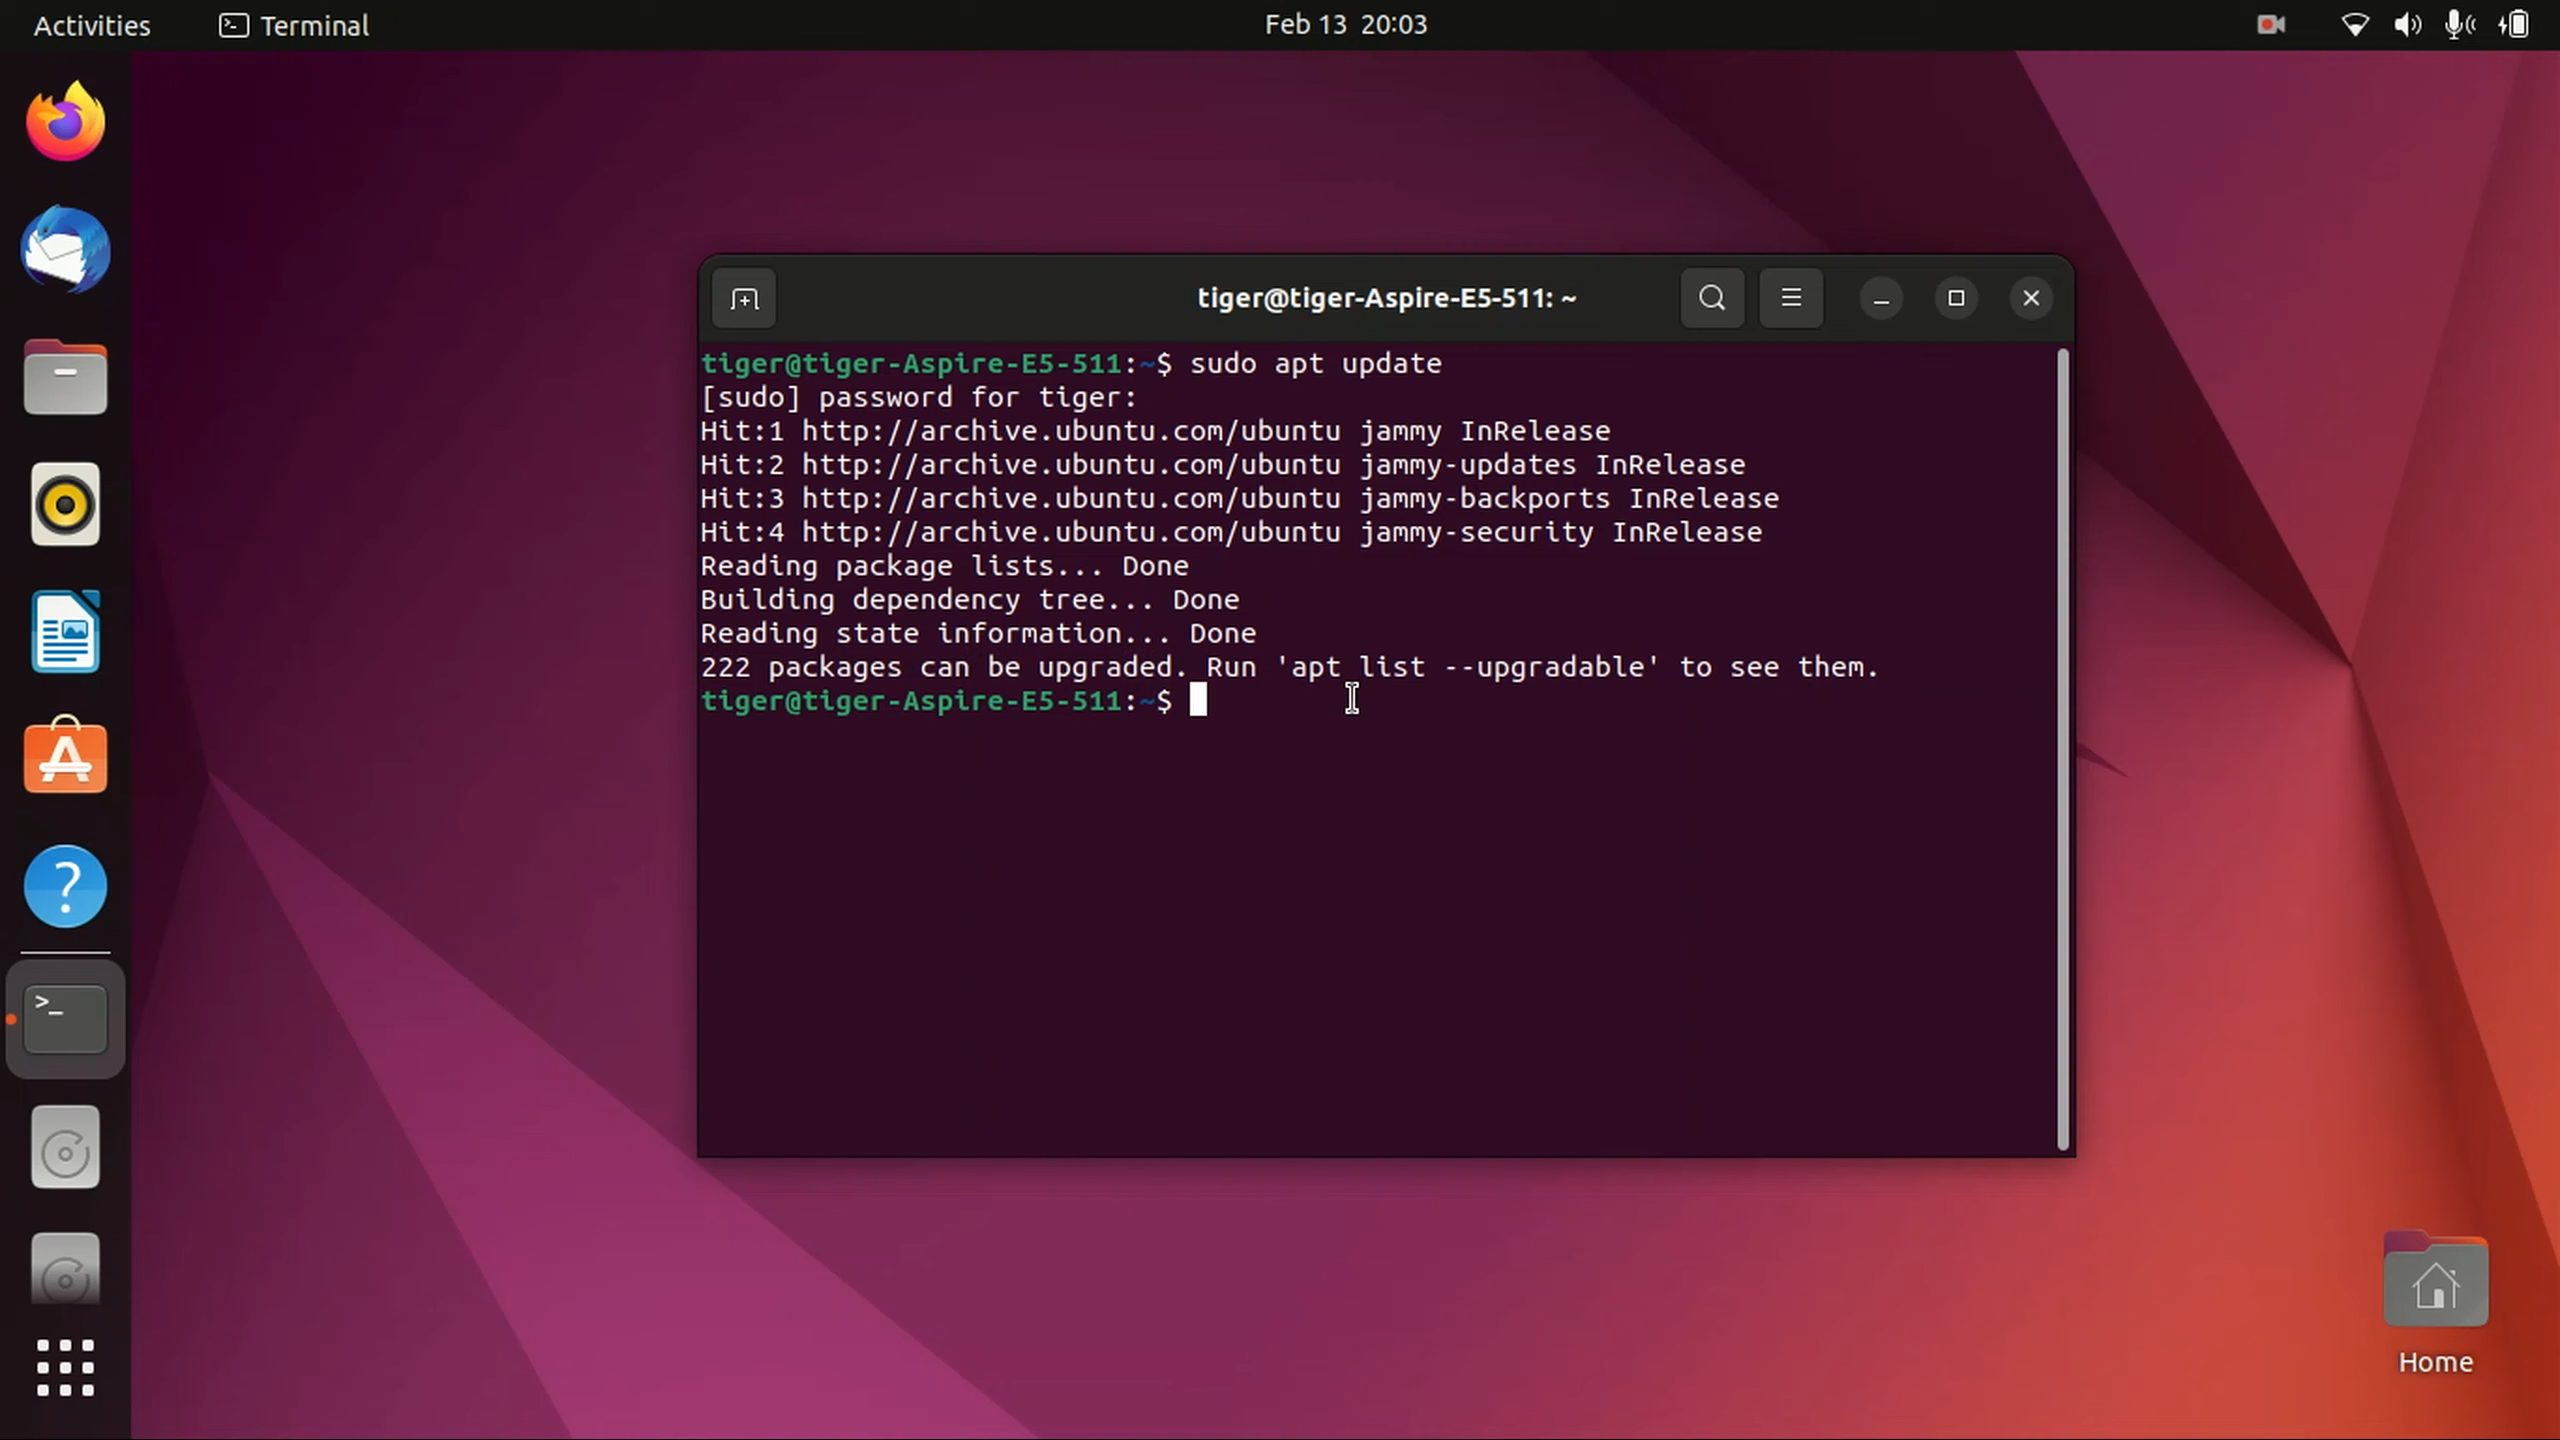 Activities
Terminal
Feb 13 20:03
tiger@tiger-Aspire-E5-511: ~
tiger@tiger-Aspire-E5-511:~$ sudo apt update
[sudo] password for tiger:
Hit:1 http://archive.ubuntu.com/ubuntu jammy InRelease
Hit:2 http://archive.ubuntu.com/ubuntu jammy-updates InRelease
Hit:3 http://archive.ubuntu.com/ubuntu jammy-backports InRelease
Hit:4 http://archive.ubuntu.com/ubuntu jammy-security InRelease
Reading package lists... Done
Building dependency tree... Done
Reading state information... Done
222 packages can be upgraded. Run 'apt list --upgradable' to see them.
tiger@tiger-Aspire-E5-511:~$
Home